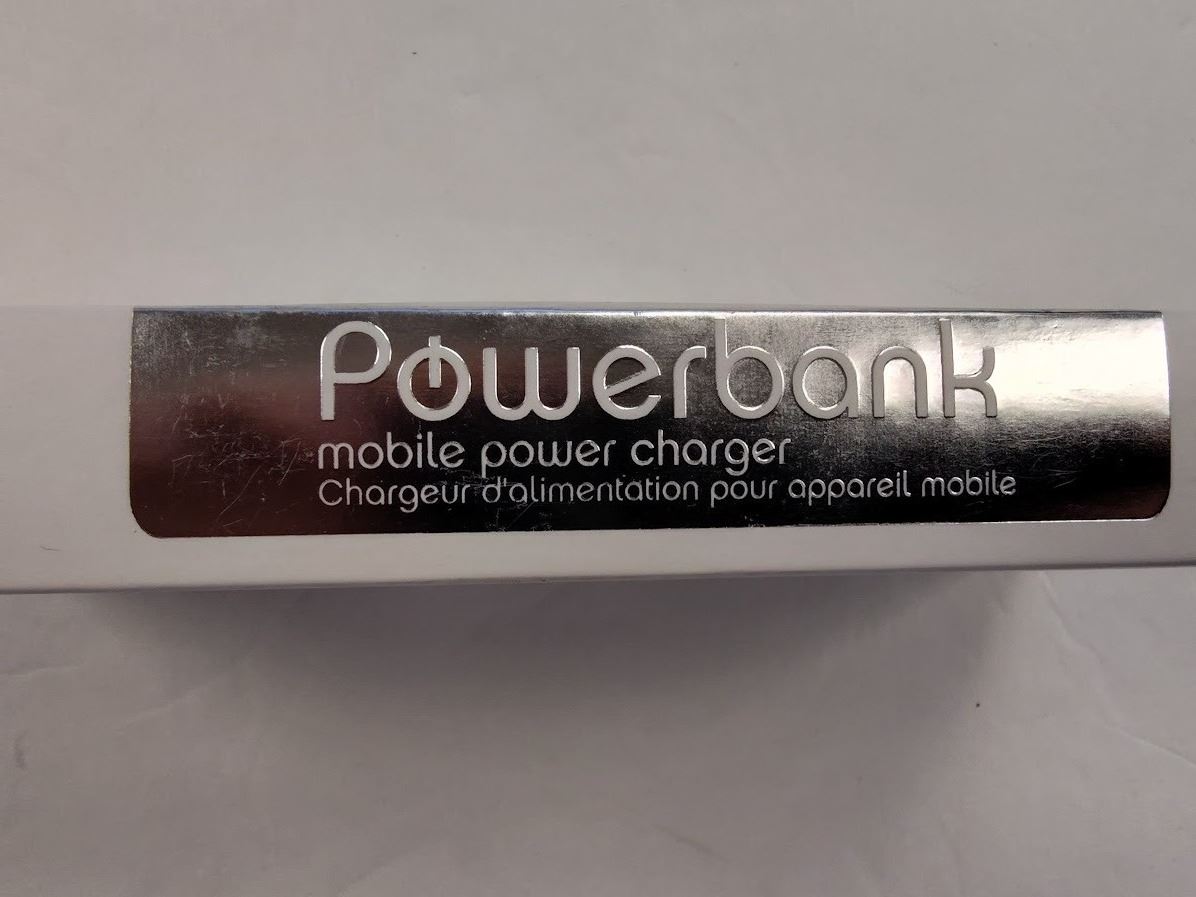 Powerbank
mobile power charger
Chargeur d'alimentation pour appareil mobile